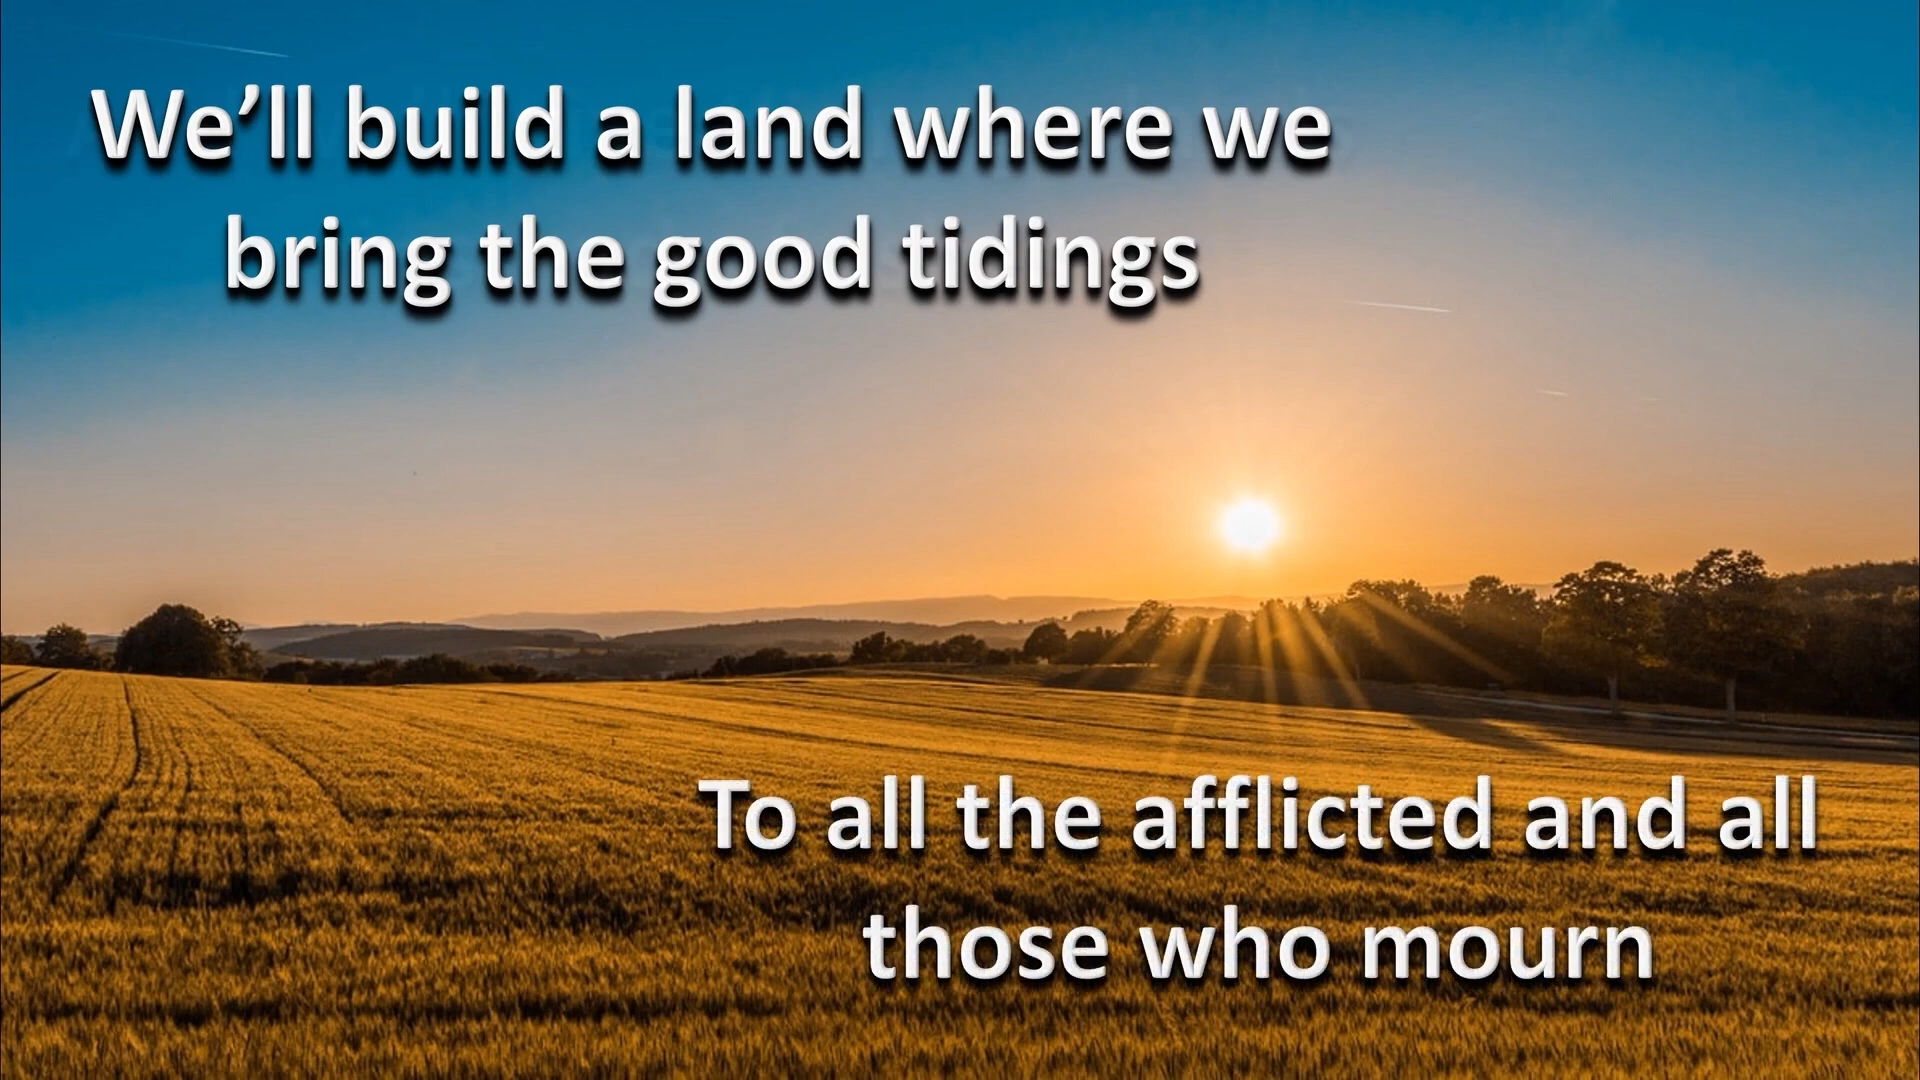 We’ll build a land where we
bring the good tidings
To all the afflicted and all
those who mourn